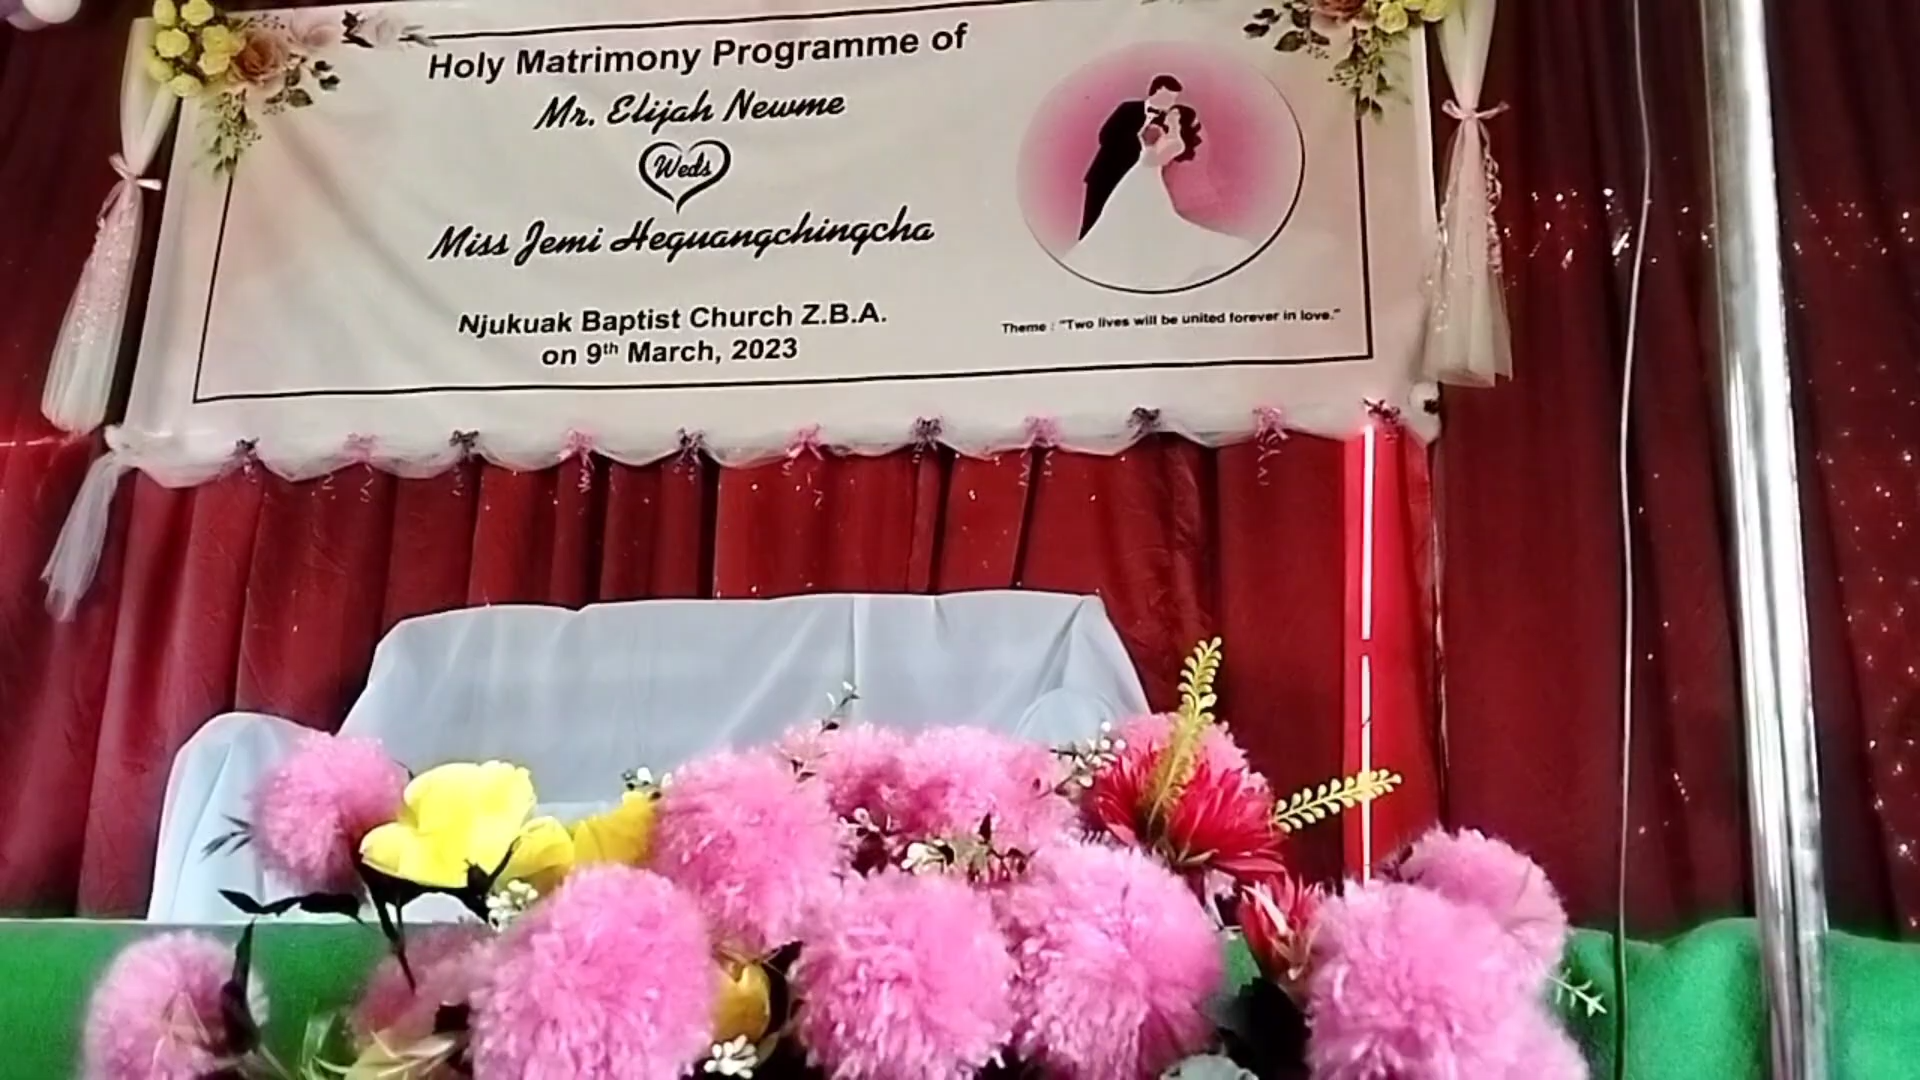 Holy Matrimony Programme of
Mr. Elijah Newme
Weds
Miss Jemi Heguangchingcha
Njukuak Baptist Church Z.B.A.
on 9th March, 2023
Theme : "Two lives will be united forever in love."